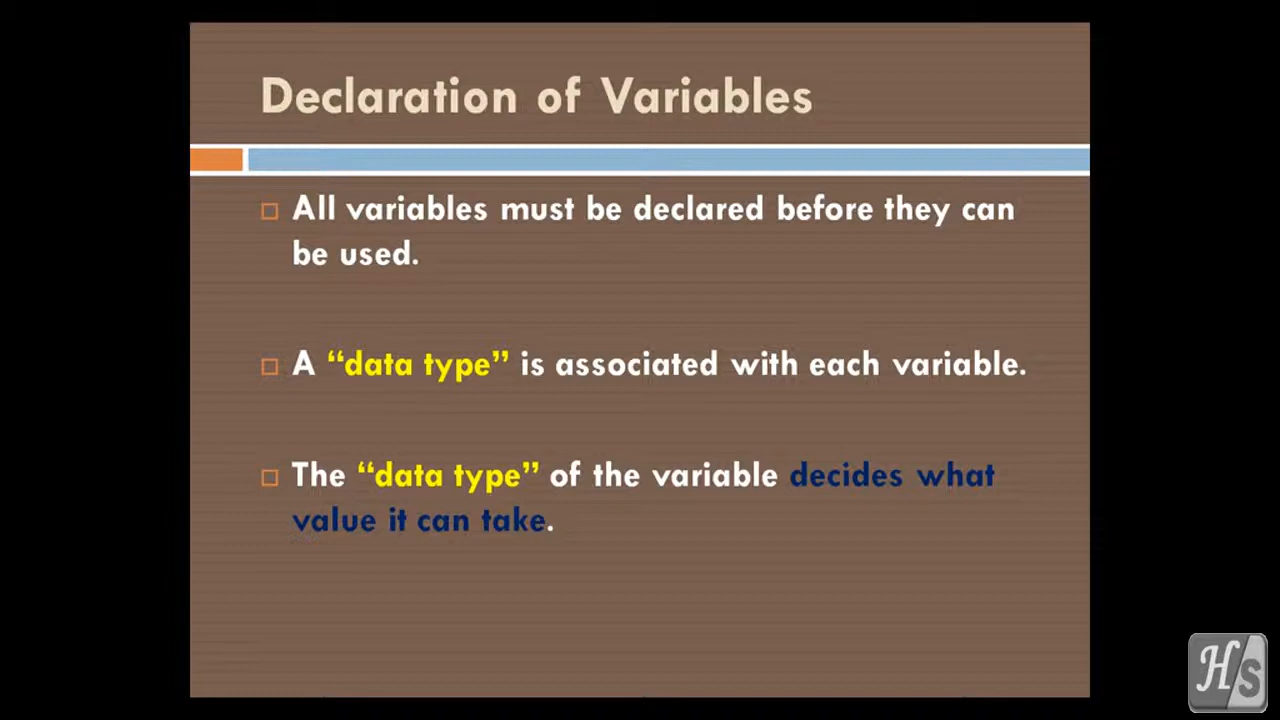 Declaration of Variables
All variables must be declared before they can
be used.
A “data type” is associated with each variable.
The “data type” of the variable decides what
value it can take.
HS